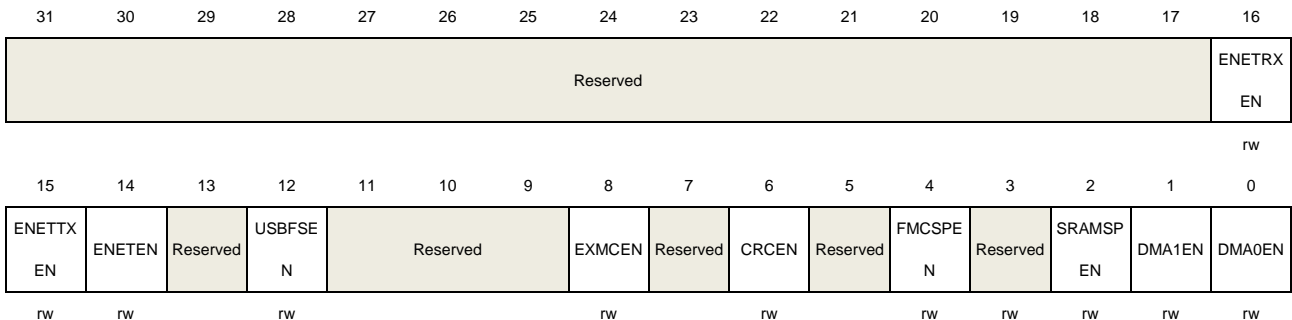 31 30 29 28 27 26 25 24 23 22 21 20 19 18 17 16
Reserved ENETRX
EN
rw
15 14 13 12 11 10 9 8 7 6 5 4 3 2 1 0
ENETTX
EN ENETEN Reserved USBFSE
N Reserved EXMCEN Reserved CRCEN Reserved FMCSPE
N Reserved SRAMSP
EN DMA1EN DMA0EN
rw rw rw rw rw rw rw rw rw rw